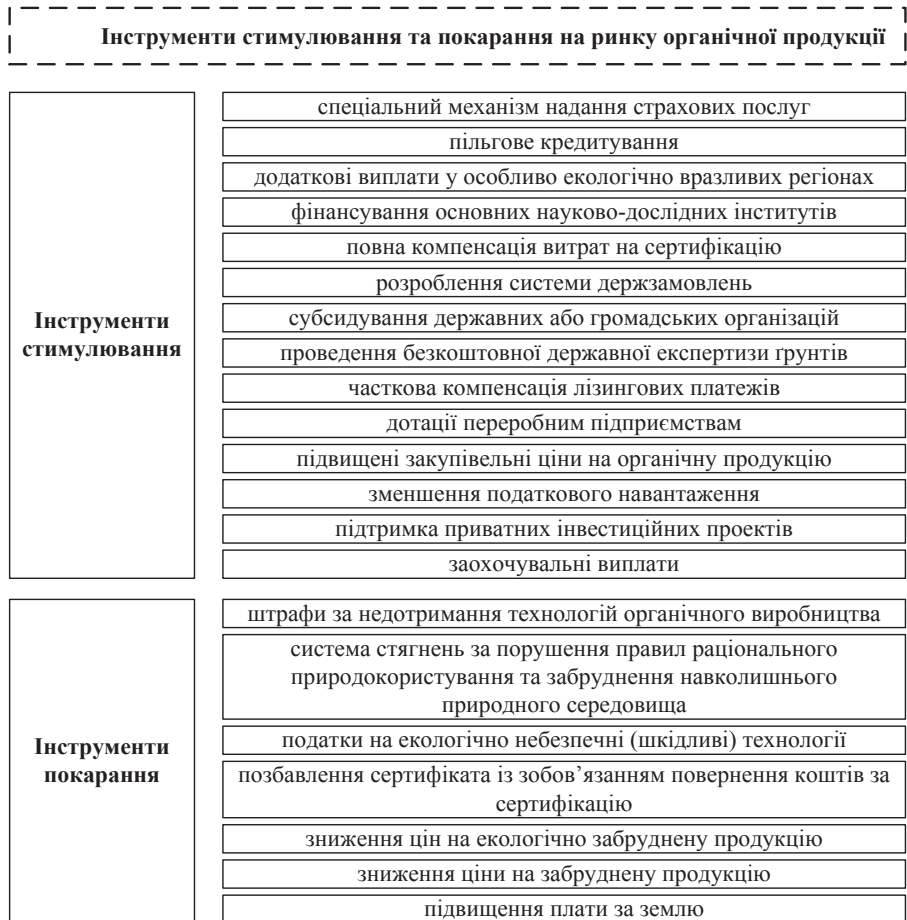 Інструменти стимулювання та покарання на ринку органічної продукції
Інструменти
стимулювання
спеціальний механізм надання страхових послуг
пільгове кредитування
додаткові виплати у особливо екологічно вразливих регіонах
фінансування основних науково-дослідних інститутів
повна компенсація витрат на сертифікацію
розроблення системи держзамовлень
субсидування державних або громадських організацій
проведення безкоштовної державної експертизи ґрунтів
часткова компенсація лізингових платежів
дотації переробним підприємствам
підвищені закупівельні ціни на органічну продукцію
зменшення податкового навантаження
підтримка приватних інвестиційних проектів
заохочувальні виплати
Інструменти
покарання
штрафи за недотримання технологій органічного виробництва
система стягнень за порушення правил раціонального
природокористування та забруднення навколишнього
природного середовища
податки на екологічно небезпечні (шкідливі) технології
позбавлення сертифіката із зобов’язанням повернення коштів за
сертифікацію
зниження цін на екологічно забруднену продукцію
зниження ціни на забруднену продукцію
підвищення плати за землю